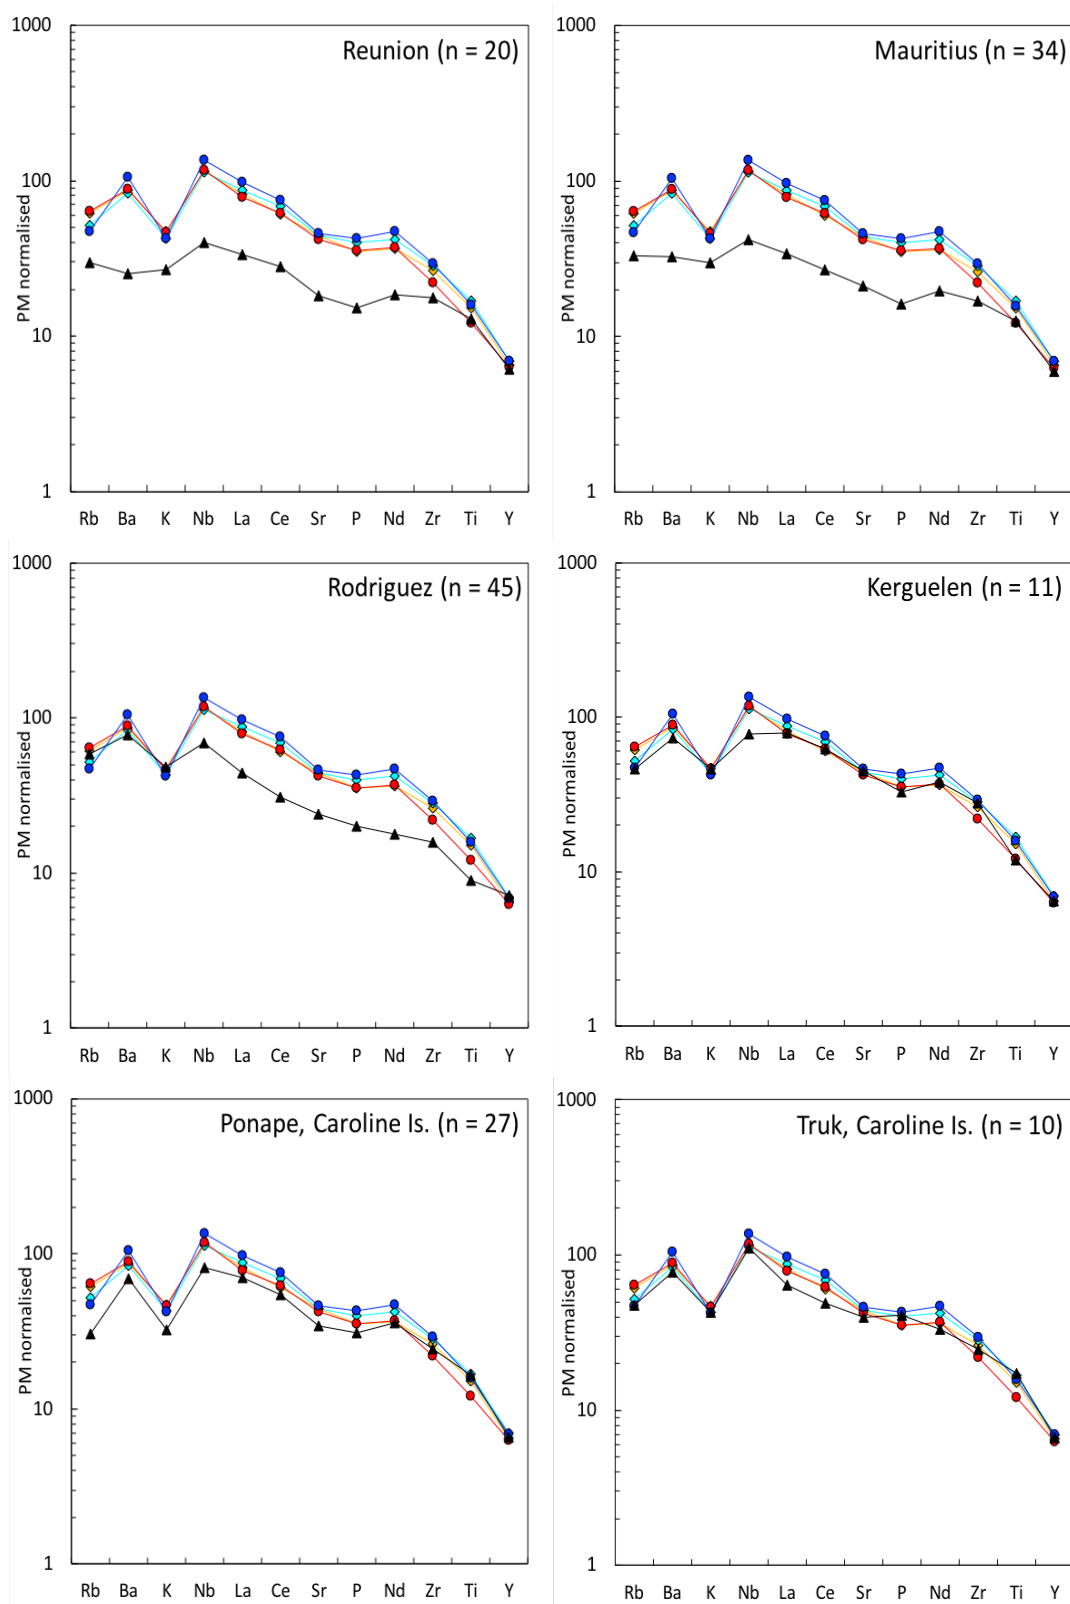 1000
Reunion (n = 20)
100
PM normalised
10
1
Rb Ba K Nb La Ce Sr P Nd Zr Ti Y
1000
Mauritius (n = 34)
100
PM normalised
10
1
Rb Ba K Nb La Ce Sr P Nd Zr Ti Y
1000
Rodriguez (n = 45)
100
PM normalised
10
1
Rb Ba K Nb La Ce Sr P Nd Zr Ti Y
1000
Kerguelen (n = 11)
100
PM normalised
10
1
Rb Ba K Nb La Ce Sr P Nd Zr Ti Y
1000
Ponape, Caroline Is. (n = 27)
100
PM normalised
10
1
Rb Ba K Nb La Ce Sr P Nd Zr Ti Y
1000
Truk, Caroline Is. (n = 10)
100
PM normalised
10
1
Rb Ba K Nb La Ce Sr P Nd Zr Ti Y